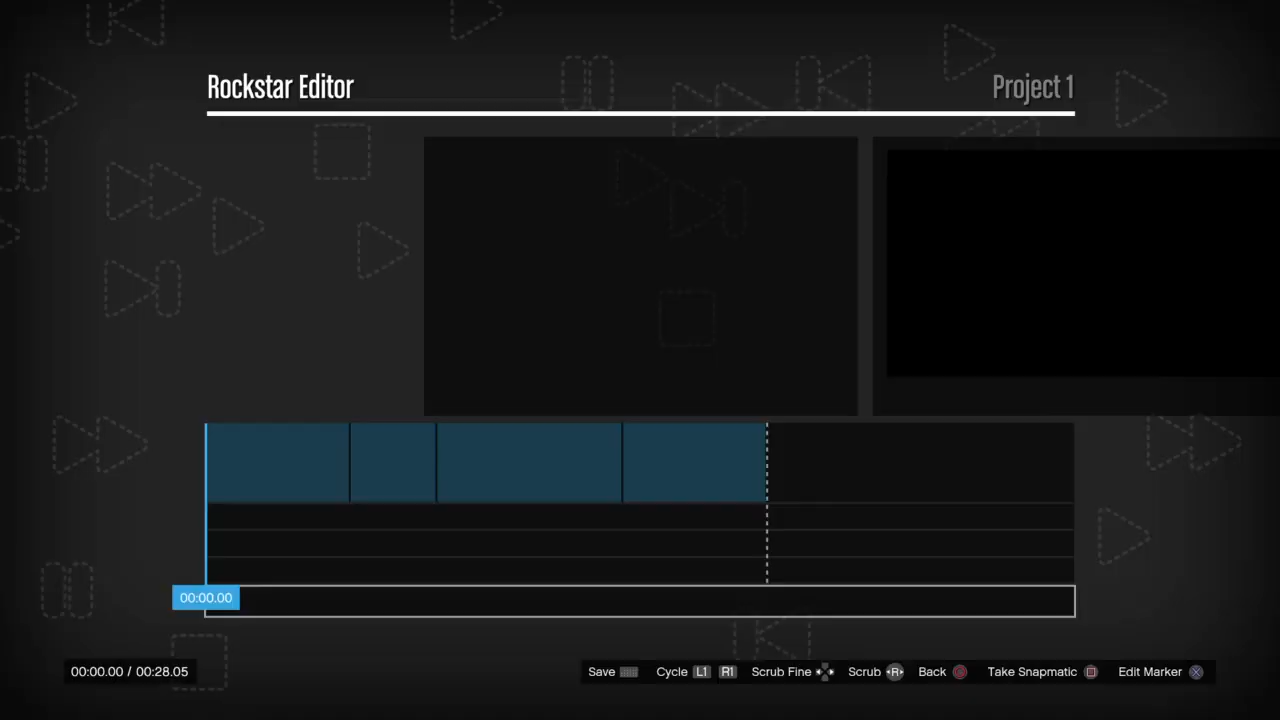 Rockstar Editor
Project 1
00:00.00
00:00.00 / 00:28.05
Save Cycle L1 R1 Scrub Fine Scrub R Back Take Snapmatic Edit Marker